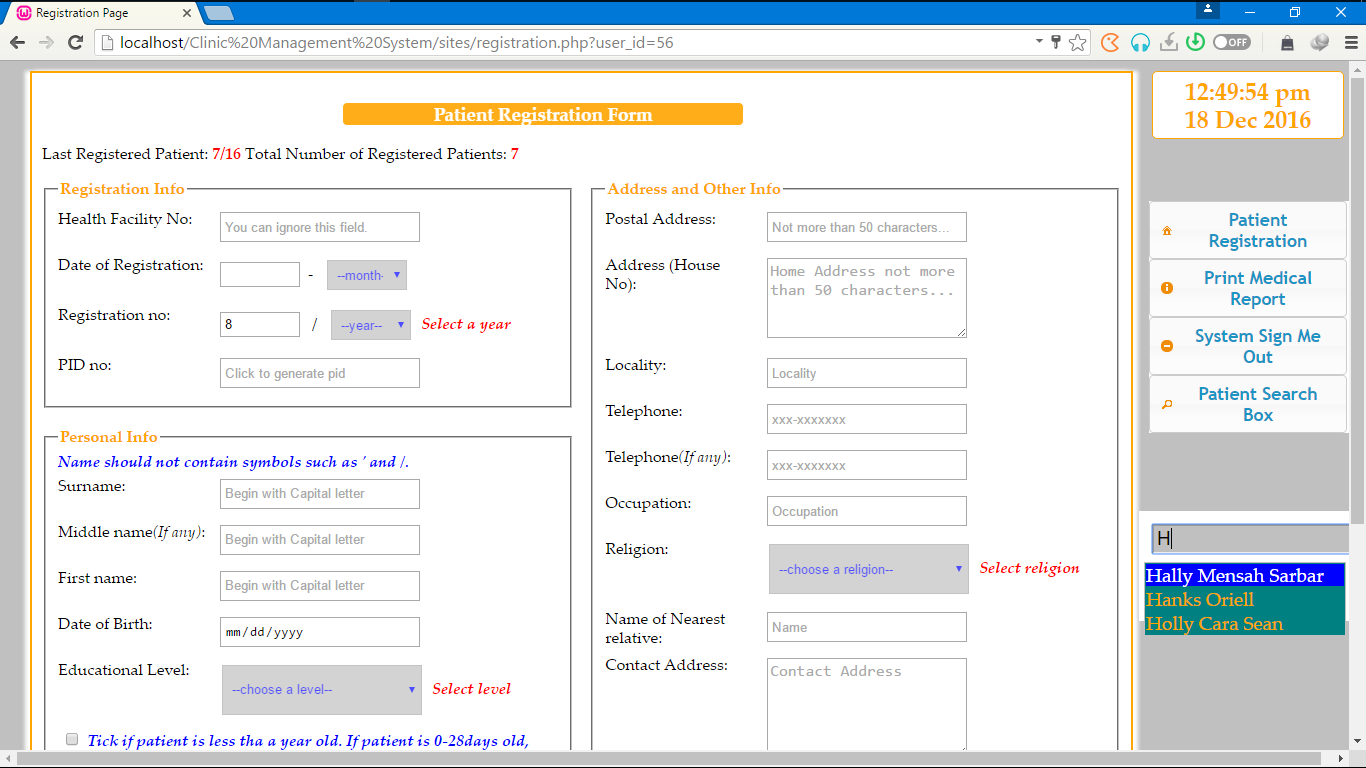 Registration Page
localhost/Clinic%20Management%20System/sites/registration.php?user_id=56
OFF
Patient Registration Form
Last Registered Patient: 7/16 Total Number of Registered Patients: 7
Registration Info
Health Facility No: You can ignore this field.
Date of Registration: - --month-
Registration no: 8 / --year-- Select a year
PID no: Click to generate pid
Personal Info
Name should not contain symbols such as ' and /.
Surname: Begin with Capital letter
Middle name(If any): Begin with Capital letter
First name: Begin with Capital letter
Date of Birth: mm/dd/yyyy
Educational Level: --choose a level-- Select level
Tick if patient is less tha a year old. If patient is 0-28days old,
Address and Other Info
Postal Address: Not more than 50 characters...
Address (House
No):
Home Address not more
than 50 characters...
Locality: Locality
Telephone: xxx-xxxxxxx
Telephone(If any): xxx-xxxxxxx
Occupation: Occupation
Religion: --choose a religion-- Select religion
Name of Nearest
relative:
Name
Contact Address: Contact Address
12:49:54 pm
18 Dec 2016
Patient
Registration
Print Medical
Report
System Sign Me
Out
Patient Search
Box
H
Hally Mensah Sarbar
Hanks Oriell
Holly Cara Sean